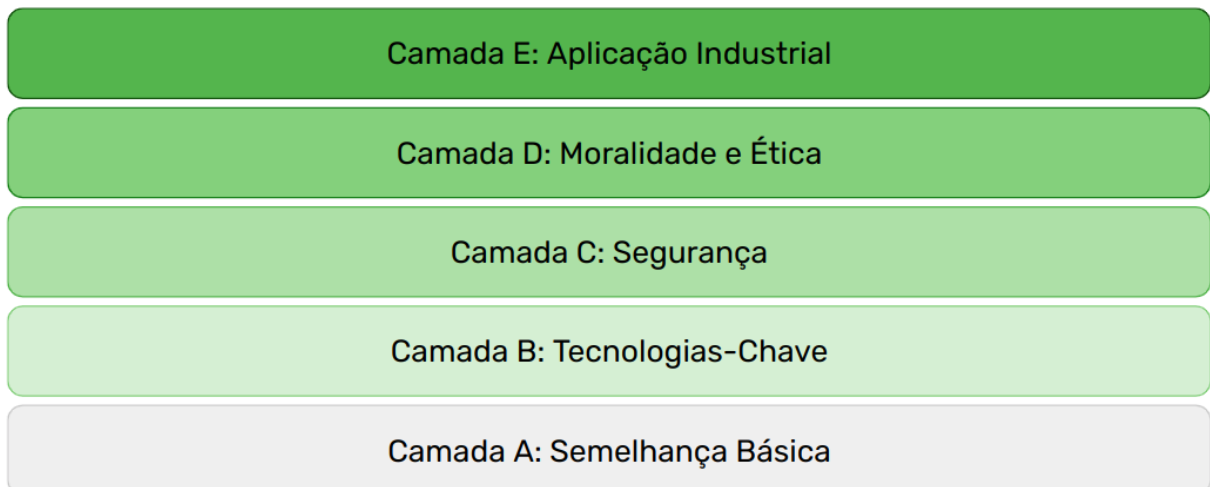 Camada E: Aplicação Industrial
Camada D: Moralidade e Ética
Camada C: Segurança
Camada B: Tecnologias-Chave
Camada A: Semelhança Básica